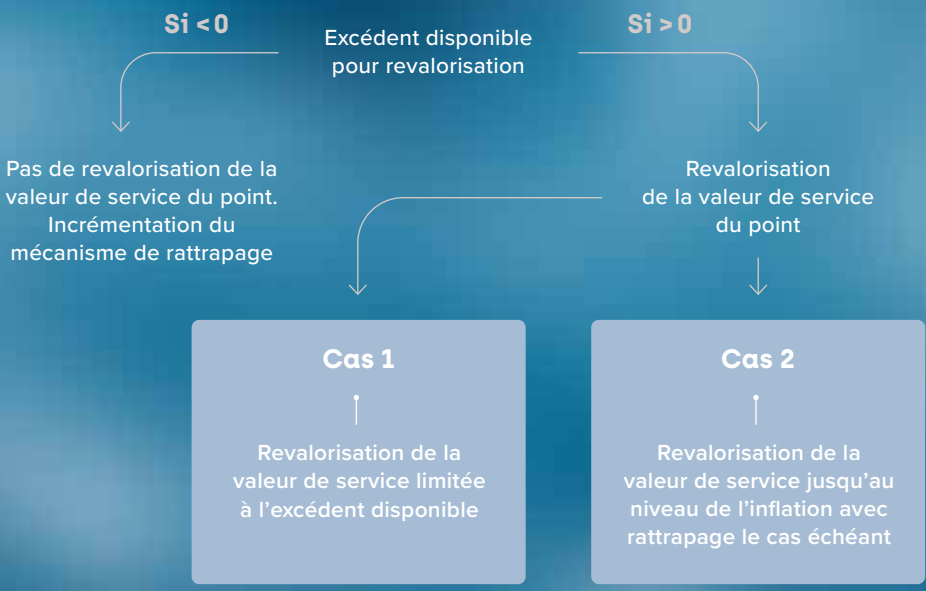 Si < 0
Excédent disponible
pour revalorisation
Si > 0
Pas de revalorisation de la
valeur de service du point.
Incrémentation du
mécanisme de rattrapage
Revalorisation
de la valeur de service
du point
Cas 1
Revalorisation de la
valeur de service limitée
à l’excédent disponible
Cas 2
Revalorisation de la
valeur de service jusqu’au
niveau de l’inflation avec
rattrapage le cas échéant